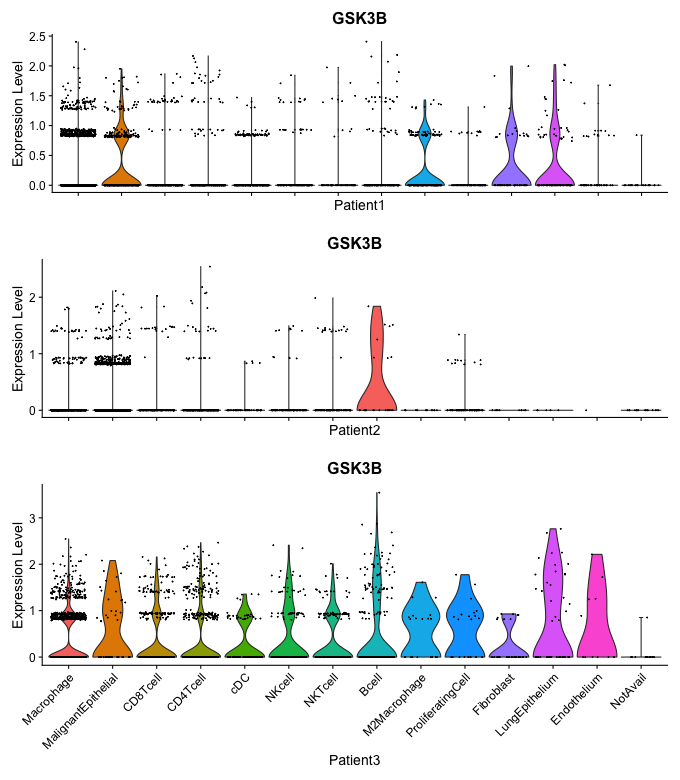 GSK3B
Expression Level
2.5
2.0
1.5
1.0
0.5
0.0
Patient1
GSK3B
Expression Level
2
1
0
Patient2
GSK3B
Expression Level
3
2
1
0
Macrophage
MalignantEpithelial
CD8Tcell
CD4Tcell
cDC
NKcell
NKTcell
Bcell
M2Macrophage
ProliferatingCell
Fibroblast
LungEpithelium
Endothelium
NotAvail
Patient3